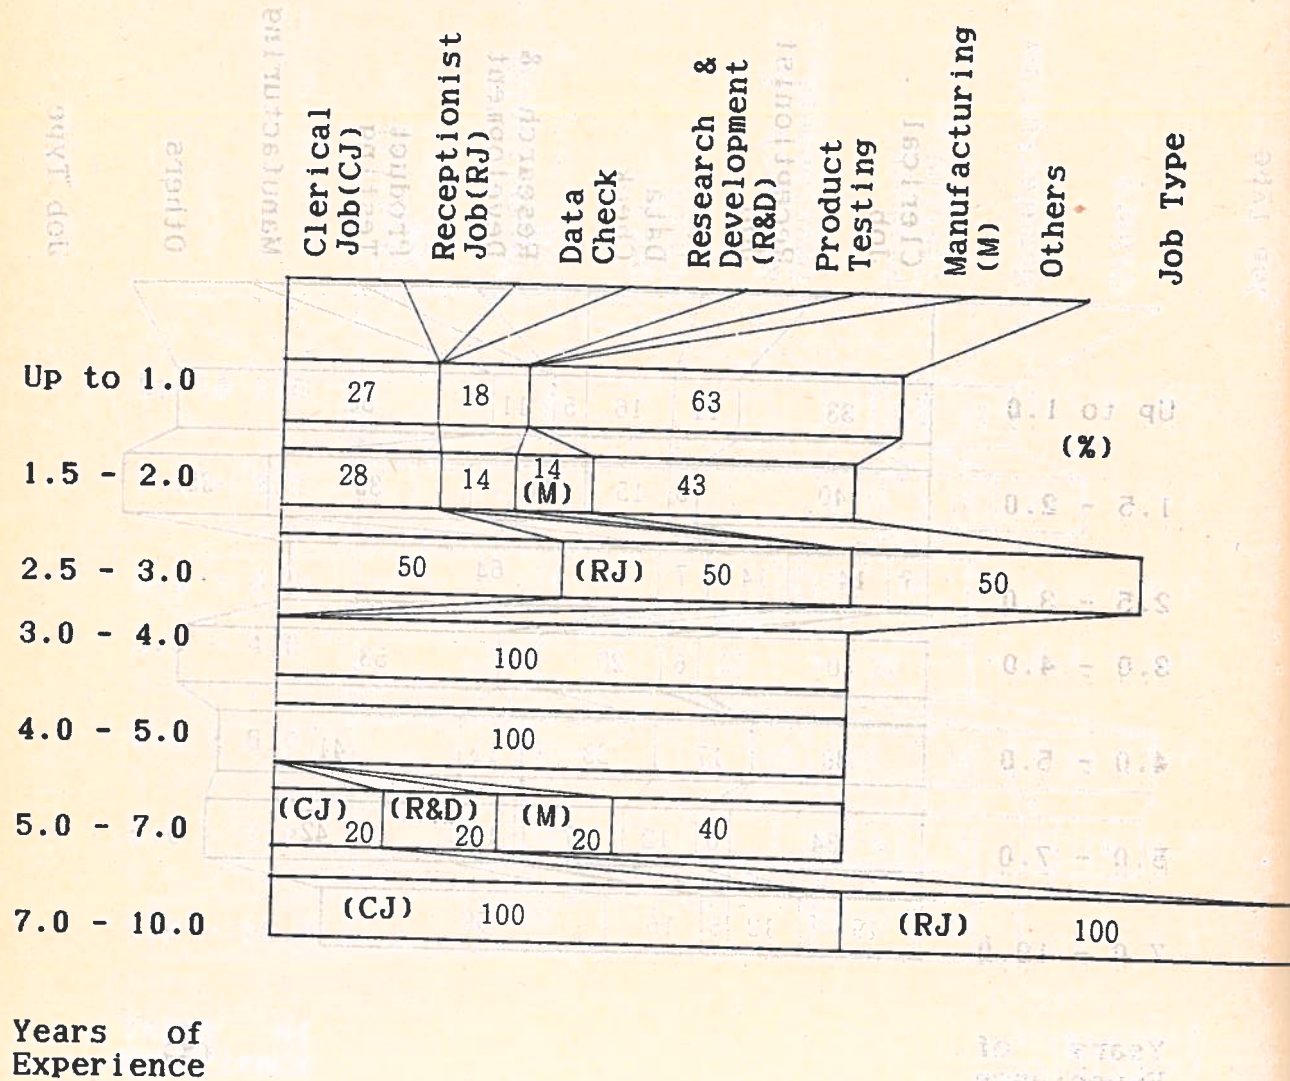 Clerical
Job(CJ)
Receptionist
Job(RJ)
Data
Check
Research &
Development
(R&D)
Product
Testing
Manufacturing
(M)
Others
Job Type
Up to 1.0
27
18
63
(%)
1.5 - 2.0
28
14
14
(M)
43
2.5 - 3.0
50
(RJ)
50
50
3.0 - 4.0
100
4.0 - 5.0
100
5.0 - 7.0
(CJ)
20
(R&D)
20
(M)
20
40
7.0 - 10.0
(CJ)
100
(RJ)
100
Years of
Experience